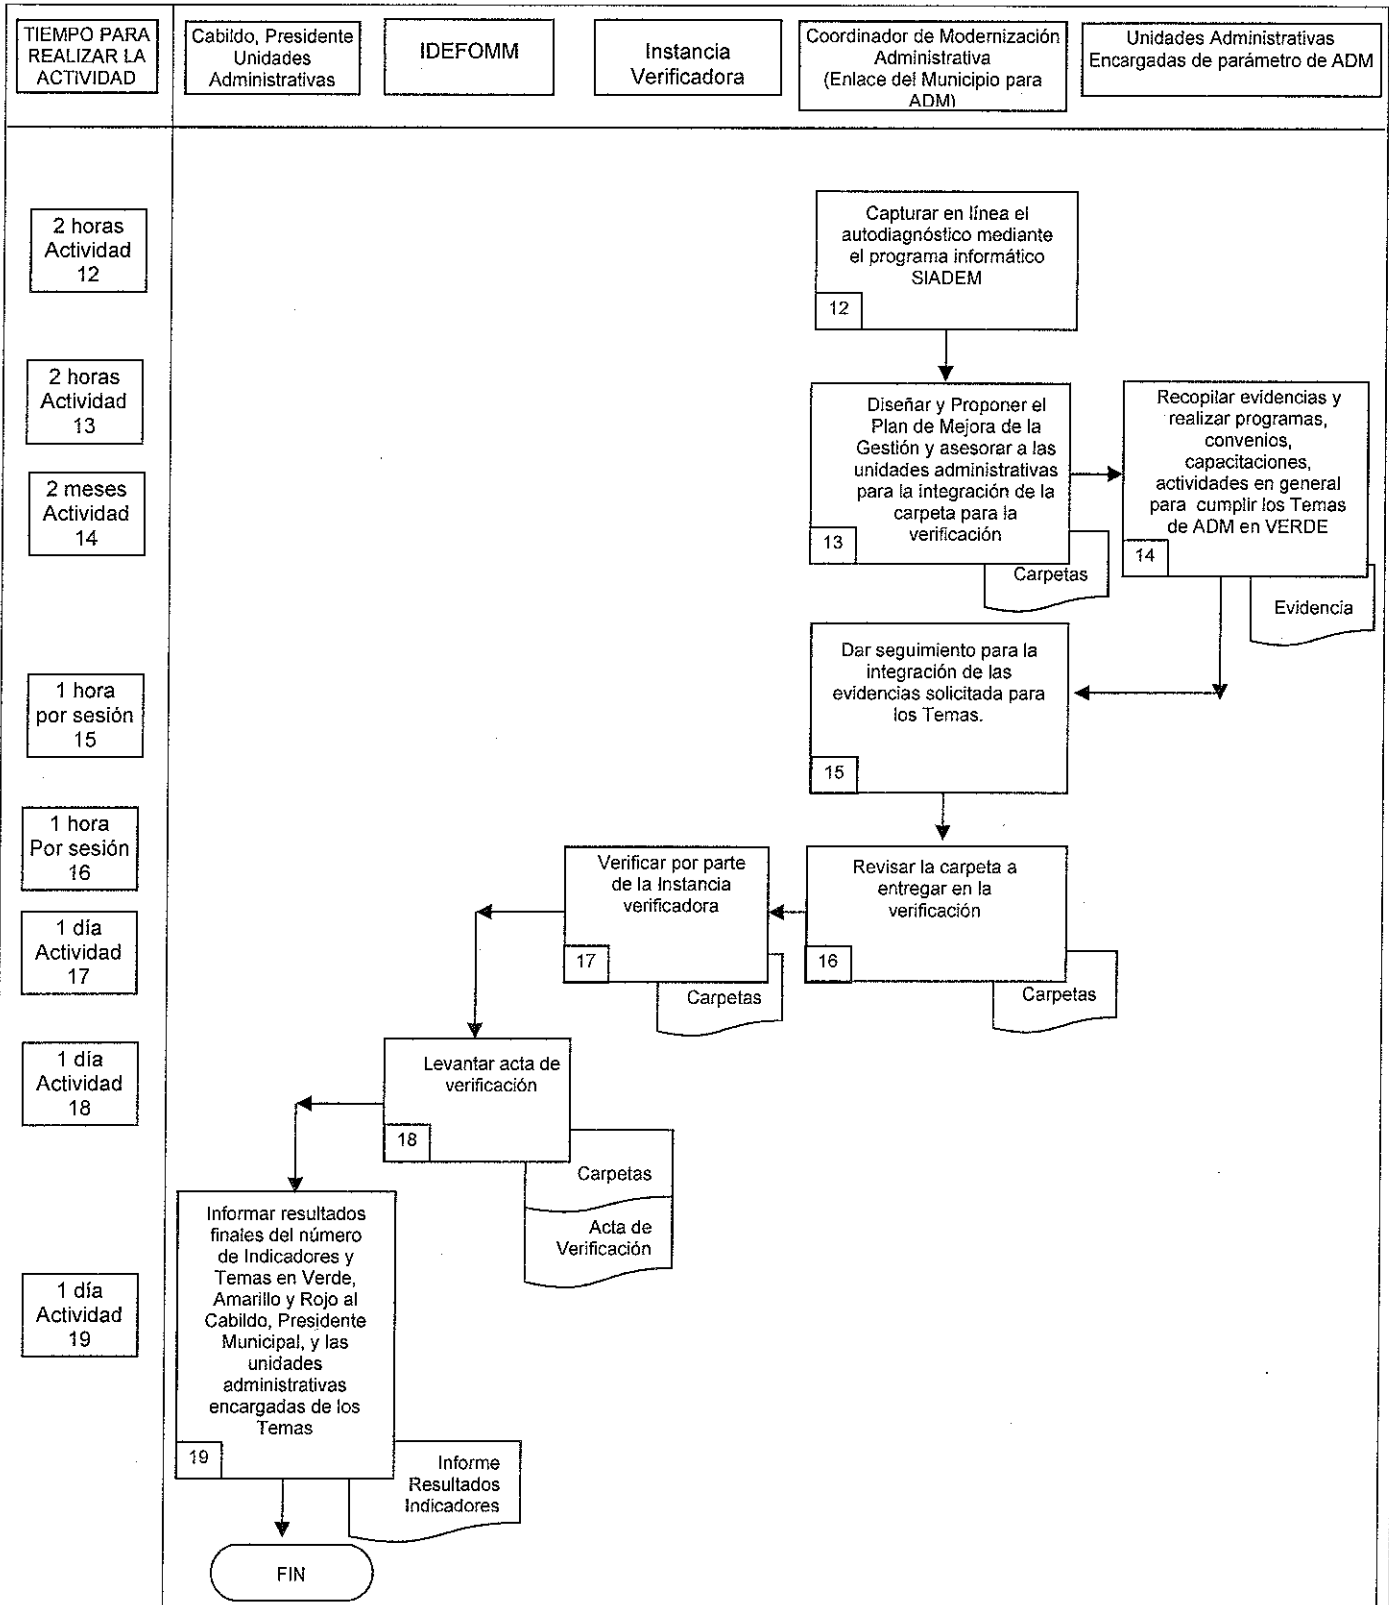 TIEMPO PARA
REALIZAR LA
ACTIVIDAD
Cabildo, Presidente
Unidades
Administrativas
IDEFOMM
Instancia
Verificadora
Coordinador de Modernización
Administrativa
(Enlace del Municipio para
ADM)
Unidades Administrativas
Encargadas de parámetro de ADM
2 horas
Actividad
12
Capturar en línea el
autodiagnóstico mediante
el programa informático
SIADEM
12
2 horas
Actividad
13
Diseñar y Proponer el
Plan de Mejora de la
Gestión y asesorar a las
unidades administrativas
para la integración de la
carpeta para la
verificación
13
Carpetas
Recopilar evidencias y
realizar programas,
convenios,
capacitaciones,
actividades en general
para cumplir los Temas
de ADM en VERDE
14
Evidencia
2 meses
Actividad
14
Dar seguimiento para la
integración de las
evidencias solicitada para
los Temas.
15
1 hora
por sesión
15
1 hora
Por sesión
16
Verificar por parte
de la Instancia
verificadora
17
Carpetas
Revisar la carpeta a
entregar en la
verificación
16
Carpetas
1 día
Actividad
17
1 día
Actividad
18
Levantar acta de
verificación
18
Carpetas
Acta de
Verificación
Informar resultados
finales del número
de Indicadores y
Temas en Verde,
Amarillo y Rojo al
Cabildo, Presidente
Municipal, y las
unidades
administrativas
encargadas de los
Temas
19
1 día
Actividad
19
Informe
Resultados
Indicadores
FIN